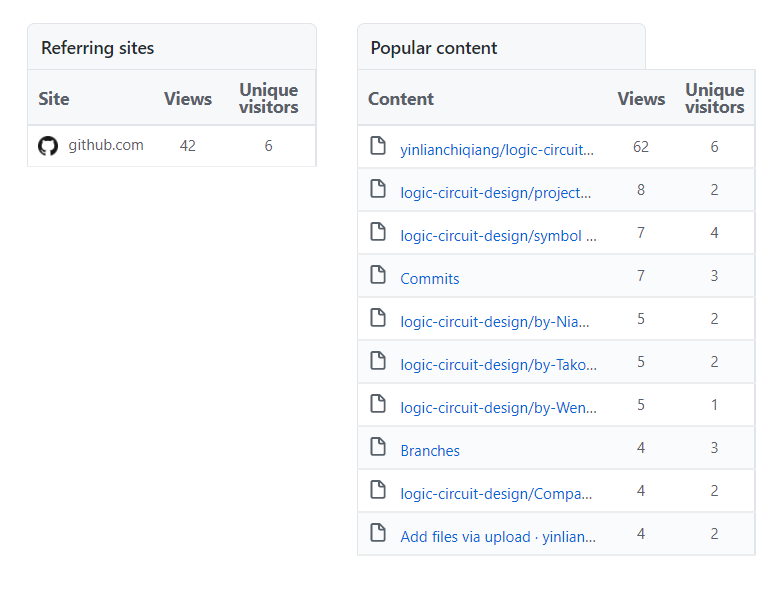 Referring sites
Site Views Unique visitors
github.com 42 6
Popular content
Content Views Unique visitors
yinlianchiqiang/logic-circuit... 62 6
logic-circuit-design/project... 8 2
logic-circuit-design/symbol ... 7 4
Commits 7 3
logic-circuit-design/by-Nia... 5 2
logic-circuit-design/by-Tako... 5 2
logic-circuit-design/by-Wen... 5 1
Branches 4 3
logic-circuit-design/Compa... 4 2
Add files via upload · yinlian... 4 2